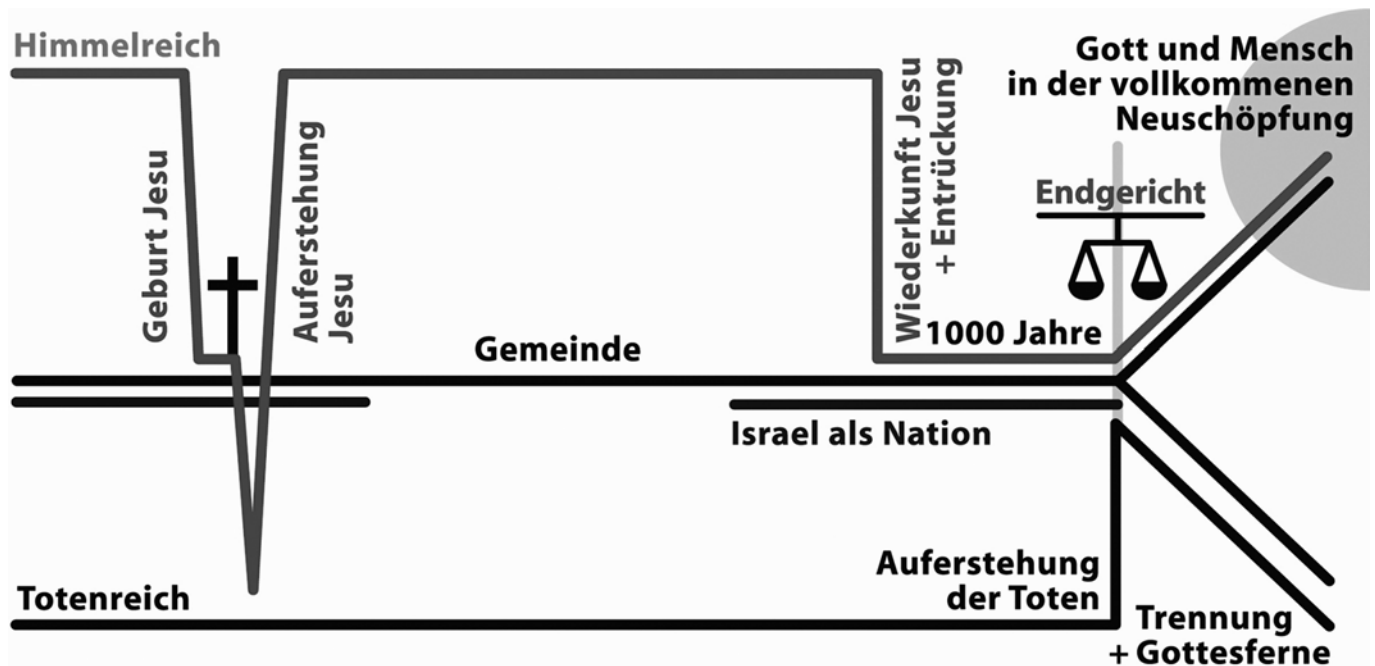 Himmelreich
Geburt Jesu
Auferstehung
Jesu
Gemeinde
Wiederkunft Jesu
+ Entrückung
1000 Jahre
Gott und Mensch
in der vollkommenen
Neuschöpfung
Endgericht
Israel als Nation
Totenreich
Auferstehung
der Toten
Trennung
+ Gottesferne